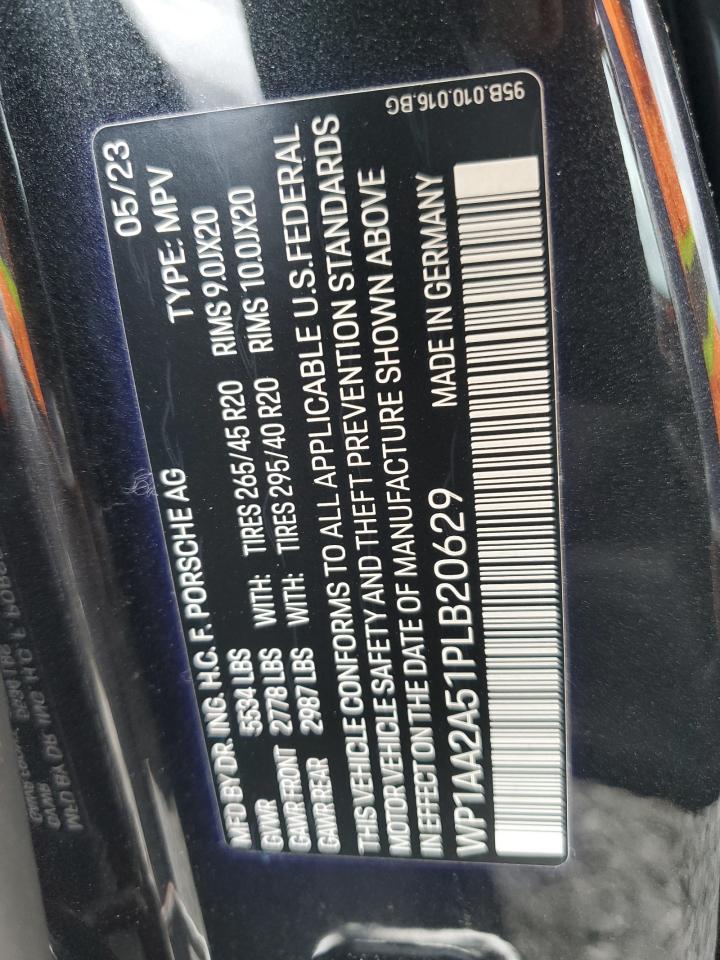 MFD BY DR. ING. H.C. F. PORSCHE AG 05/23
GVWR 5534 LBS TYPE: MPV
GAWR FRONT 2778 LBS WITH: TIRES 265/45 R20 RIMS 9.0JX20
GAWR REAR 2987 LBS WITH: TIRES 295/40 R20 RIMS 10.0JX20
THIS VEHICLE CONFORMS TO ALL APPLICABLE U.S.FEDERAL
MOTOR VEHICLE SAFETY AND THEFT PREVENTION STANDARDS
IN EFFECT ON THE DATE OF MANUFACTURE SHOWN ABOVE
WP1AA2A51PLB20629 MADE IN GERMANY
95B.010.016.BG